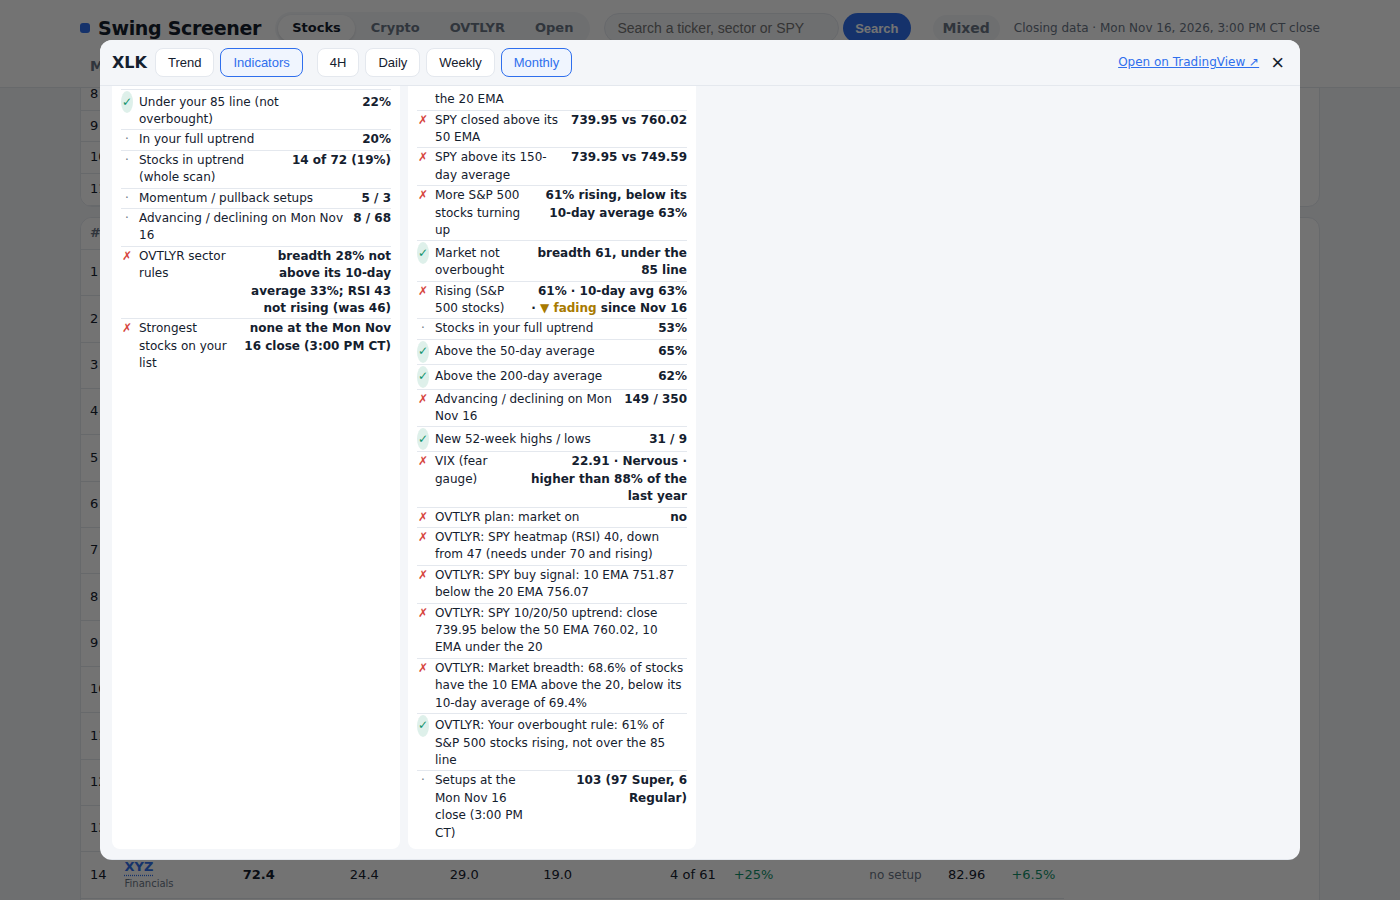 Swing Screener Stocks Crypto OVTLYR Open Search a ticker, sector or SPY Search Mixed Closing data · Mon Nov 16, 2026, 3:00 PM CT close
XLK Trend Indicators 4H Daily Weekly Monthly Open on TradingView ↗ ×
✓ Under your 85 line (not 22%
overbought)
· In your full uptrend 20%
· Stocks in uptrend 14 of 72 (19%)
(whole scan)
· Momentum / pullback setups 5 / 3
· Advancing / declining on Mon Nov 8 / 68
16
✗ OVTLYR sector breadth 28% not
rules above its 10-day
average 33%; RSI 43
not rising (was 46)
✗ Strongest none at the Mon Nov
stocks on your 16 close (3:00 PM CT)
list
the 20 EMA
✗ SPY closed above its 739.95 vs 760.02
50 EMA
✗ SPY above its 150- 739.95 vs 749.59
day average
✗ More S&P 500 61% rising, below its
stocks turning 10-day average 63%
up
✓ Market not breadth 61, under the
overbought 85 line
✗ Rising (S&P 61% · 10-day avg 63%
500 stocks) · ▼ fading since Nov 16
· Stocks in your full uptrend 53%
✓ Above the 50-day average 65%
✓ Above the 200-day average 62%
✗ Advancing / declining on Mon 149 / 350
Nov 16
✓ New 52-week highs / lows 31 / 9
✗ VIX (fear 22.91 · Nervous ·
gauge) higher than 88% of the
last year
✗ OVTLYR plan: market on no
✗ OVTLYR: SPY heatmap (RSI) 40, down
from 47 (needs under 70 and rising)
✗ OVTLYR: SPY buy signal: 10 EMA 751.87
below the 20 EMA 756.07
✗ OVTLYR: SPY 10/20/50 uptrend: close
739.95 below the 50 EMA 760.02, 10
EMA under the 20
✗ OVTLYR: Market breadth: 68.6% of stocks
have the 10 EMA above the 20, below its
10-day average of 69.4%
✓ OVTLYR: Your overbought rule: 61% of
S&P 500 stocks rising, not over the 85
line
· Setups at the 103 (97 Super, 6
Mon Nov 16 Regular)
close (3:00 PM
CT)
8
9
#
1
2
3
4
5
6
7
8
9
14 XYZ 72.4 24.4 29.0 19.0 4 of 61 +25% no setup 82.96 +6.5%
Financials